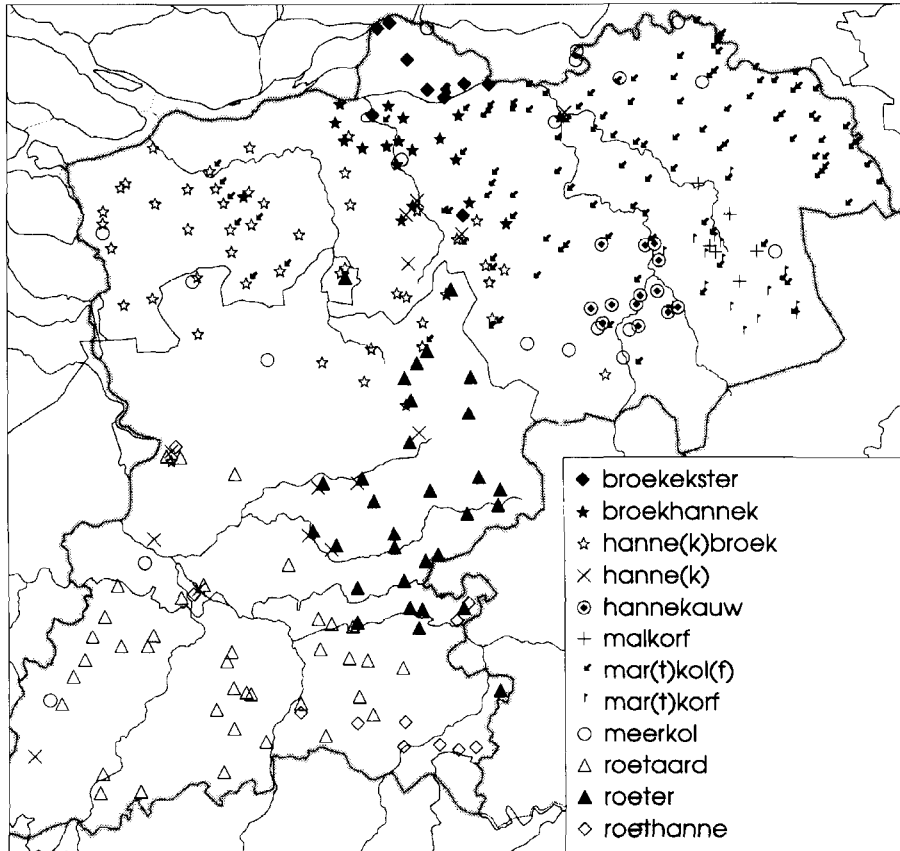 broekekster
broekhannek
hanne(k)broek
hanne(k)
hannekauw
malkorf
mar(t)kol(f)
mar(t)korf
meerkol
roetaard
roeter
roethanne